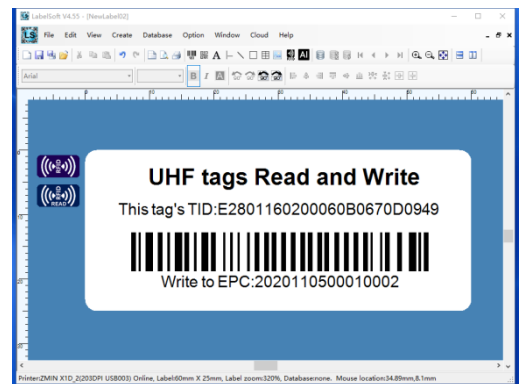 LabelSoft V4.55 - [NewLabel02]
File Edit View Create Database Option Window Cloud Help
Arial
UHF tags Read and Write
This tag's TID:E2801160200060B0670D0949
Write to EPC:2020110500010002
READ
Printer:ZMIN X1D_2(203DPI USB003) Online, Label:60mm X 25mm, Label zoom:320%, Database:none. Mouse location:34.89mm,8.1mm